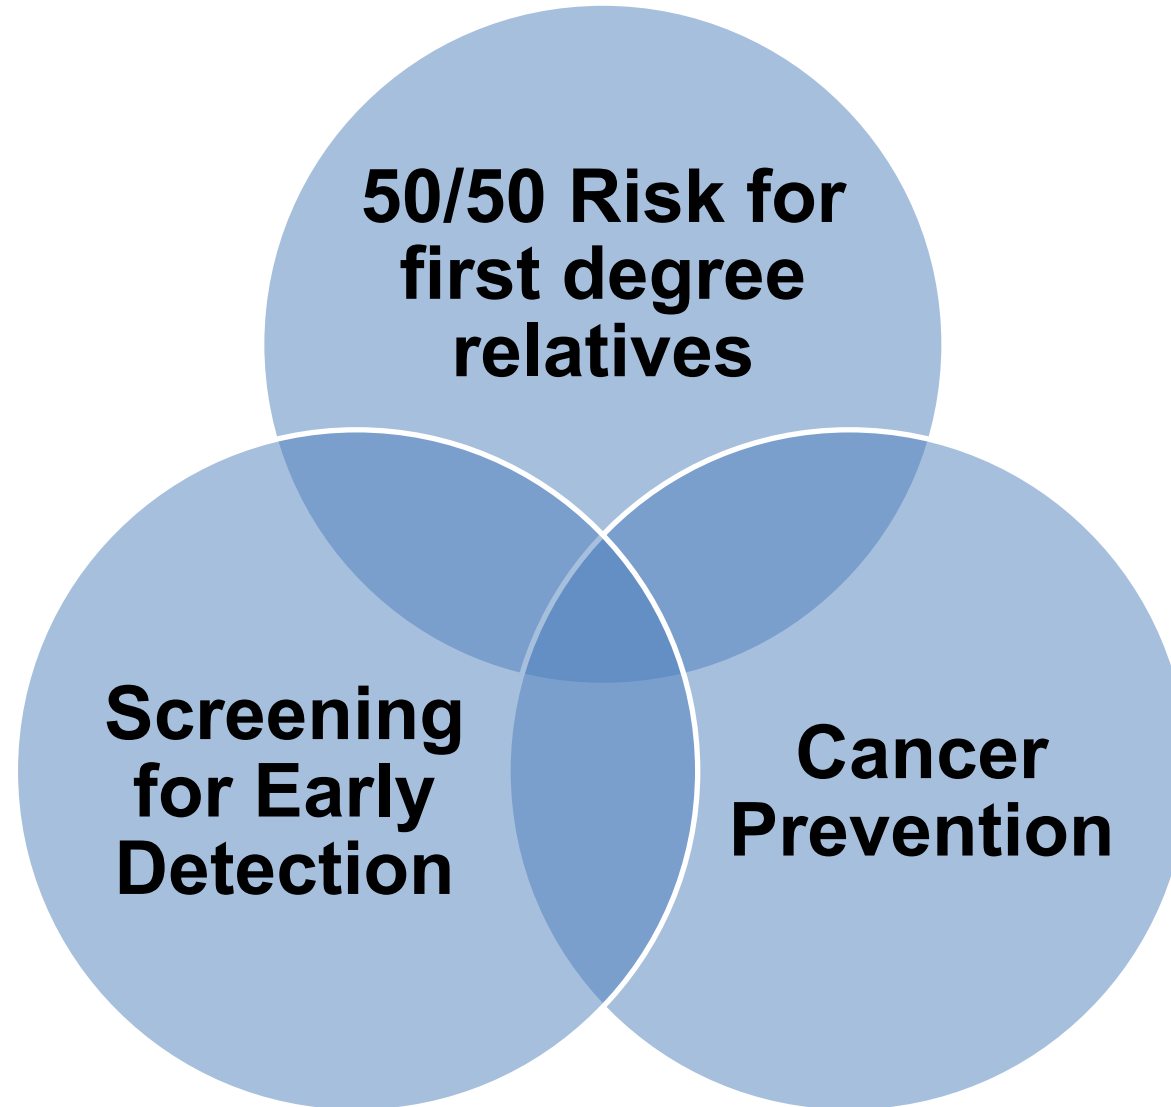 50/50 Risk for
first degree
relatives
Screening
for Early
Detection
Cancer
Prevention